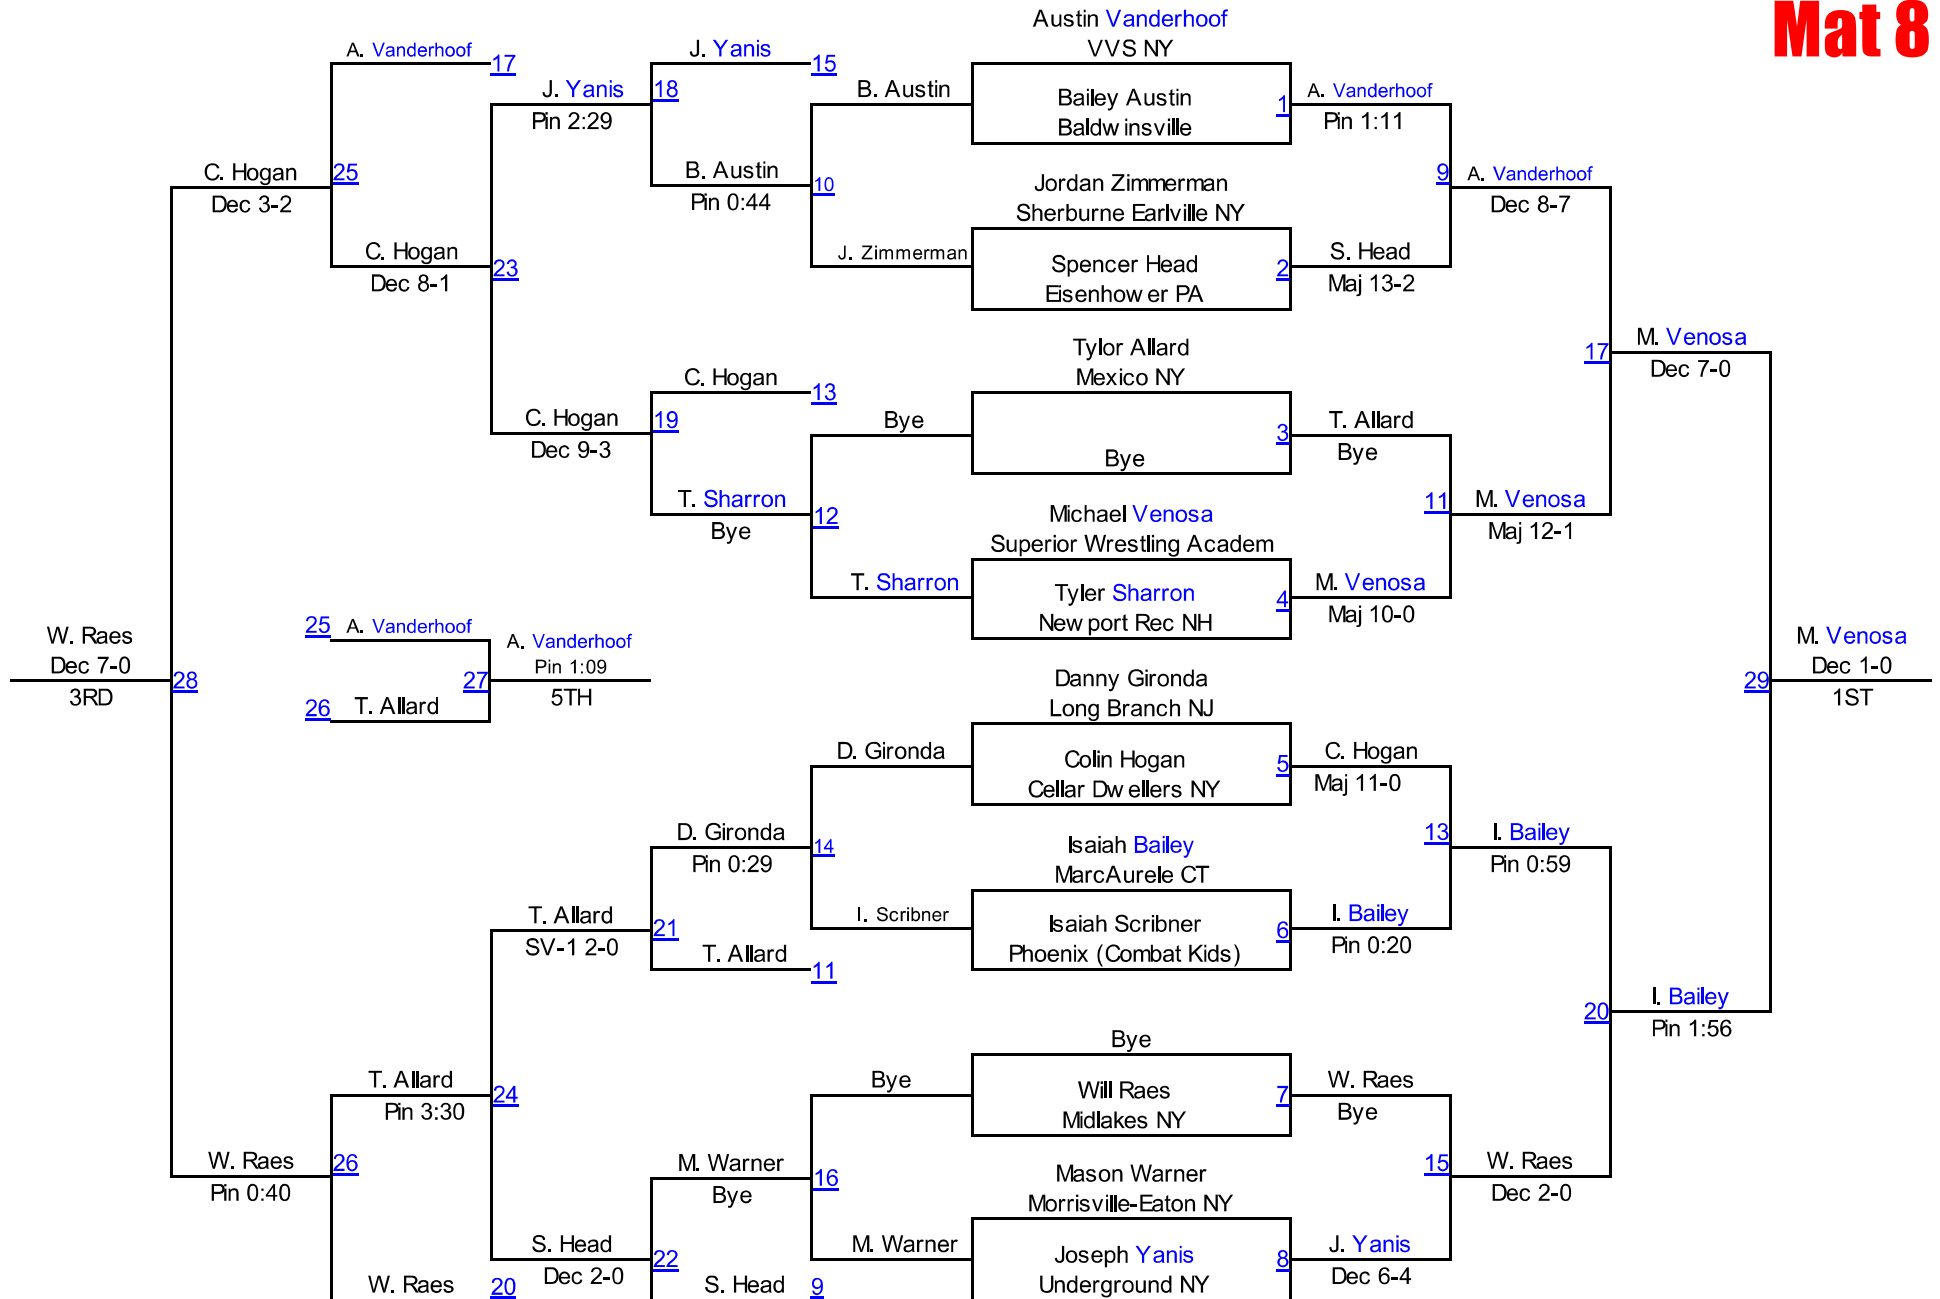 Mat 8
Austin Vanderhoof
VVS NY
A. Vanderhoof
17
J. Yanis
15
J. Yanis
18
Pin 2:29
B. Austin
Bailey Austin
Baldwinsville
1
A. Vanderhoof
Pin 1:11
C. Hogan
25
Dec 3-2
B. Austin
10
Pin 0:44
Jordan Zimmerman
Sherburne Earlville NY
9
A. Vanderhoof
Dec 8-7
C. Hogan
23
Dec 8-1
J. Zimmerman
Spencer Head
Eisenhower PA
2
S. Head
Maj 13-2
Tylor Allard
Mexico NY
17
M. Venosa
Dec 7-0
C. Hogan
13
C. Hogan
19
Dec 9-3
Bye
Bye
3
T. Allard
Bye
T. Sharron
12
Bye
Michael Venosa
Superior Wrestling Academ
11
M. Venosa
Maj 12-1
T. Sharron
Tyler Sharron
Newport Rec NH
4
M. Venosa
Maj 10-0
W. Raes
Dec 7-0
28
3RD
25
A. Vanderhoof
A. Vanderhoof
Pin 1:09
27
5TH
26
T. Allard
Danny Gironda
Long Branch NJ
M. Venosa
Dec 1-0
29
1ST
D. Gironda
Colin Hogan
Cellar Dwellers NY
5
C. Hogan
Maj 11-0
D. Gironda
14
Pin 0:29
Isaiah Bailey
MarcAurele CT
13
I. Bailey
Pin 0:59
T. Allard
21
SV-1 2-0
T. Allard
11
I. Scribner
Isaiah Scribner
Phoenix (Combat Kids)
6
I. Bailey
Pin 0:20
20
I. Bailey
Pin 1:56
Bye
T. Allard
24
Pin 3:30
Bye
Will Raes
Midlakes NY
7
W. Raes
Bye
W. Raes
26
Pin 0:40
M. Warner
16
Bye
Mason Warner
Morrisville-Eaton NY
15
W. Raes
Dec 2-0
S. Head
22
Dec 2-0
M. Warner
Joseph Yanis
Underground NY
8
J. Yanis
Dec 6-4
W. Raes
20
S. Head
9